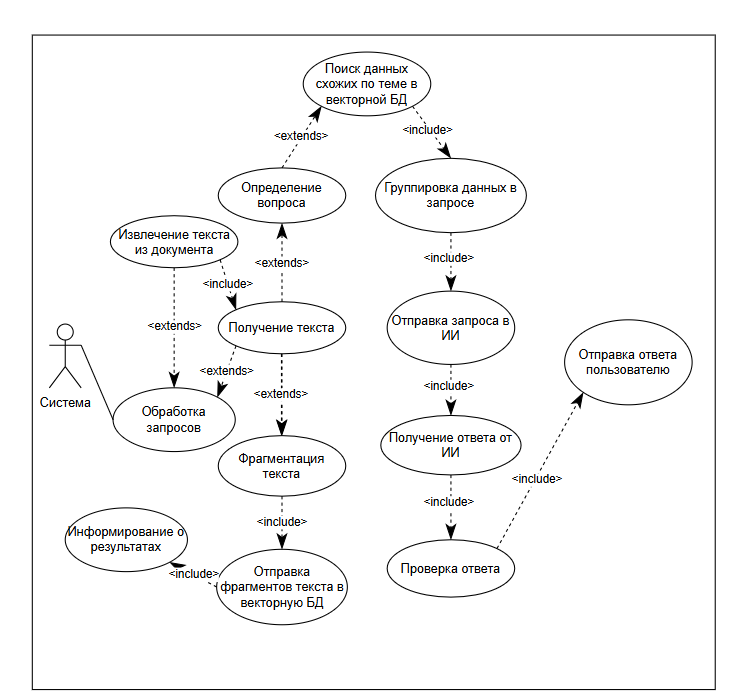 Поиск данных
схожих по теме в
векторной БД
<extends>
<include>
Определение
вопроса
Группировка данных в
запросе
Извлечение текста
из документа
<extends>
<include>
<include>
<extends>
Получение текста
Отправка запроса в
ИИ
<extends>
Система
Обработка
запросов
<extends>
<include>
Отправка ответа
пользователю
Получение ответа от
ИИ
Фрагментация
текста
<include>
<include>
<include>
Информирование о
результатах
<include>
Отправка
фрагментов текста в
векторную БД
Проверка ответа